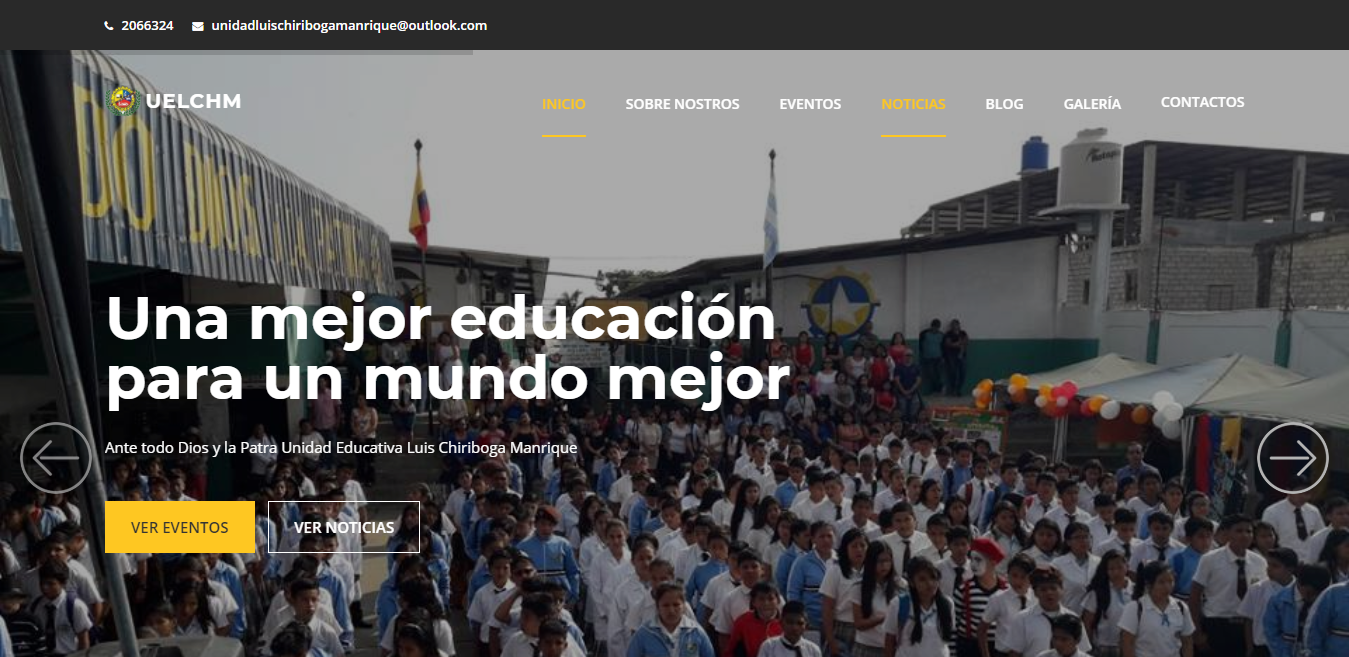 2066324 unidadluischiribogamanrique@outlook.com
UELCHM
INICIO SOBRE NOSTROS EVENTOS NOTICIAS BLOG GALERÍA CONTACTOS
Una mejor educación
para un mundo mejor
Ante todo Dios y la Patra Unidad Educativa Luis Chiriboga Manrique
VER EVENTOS VER NOTICIAS